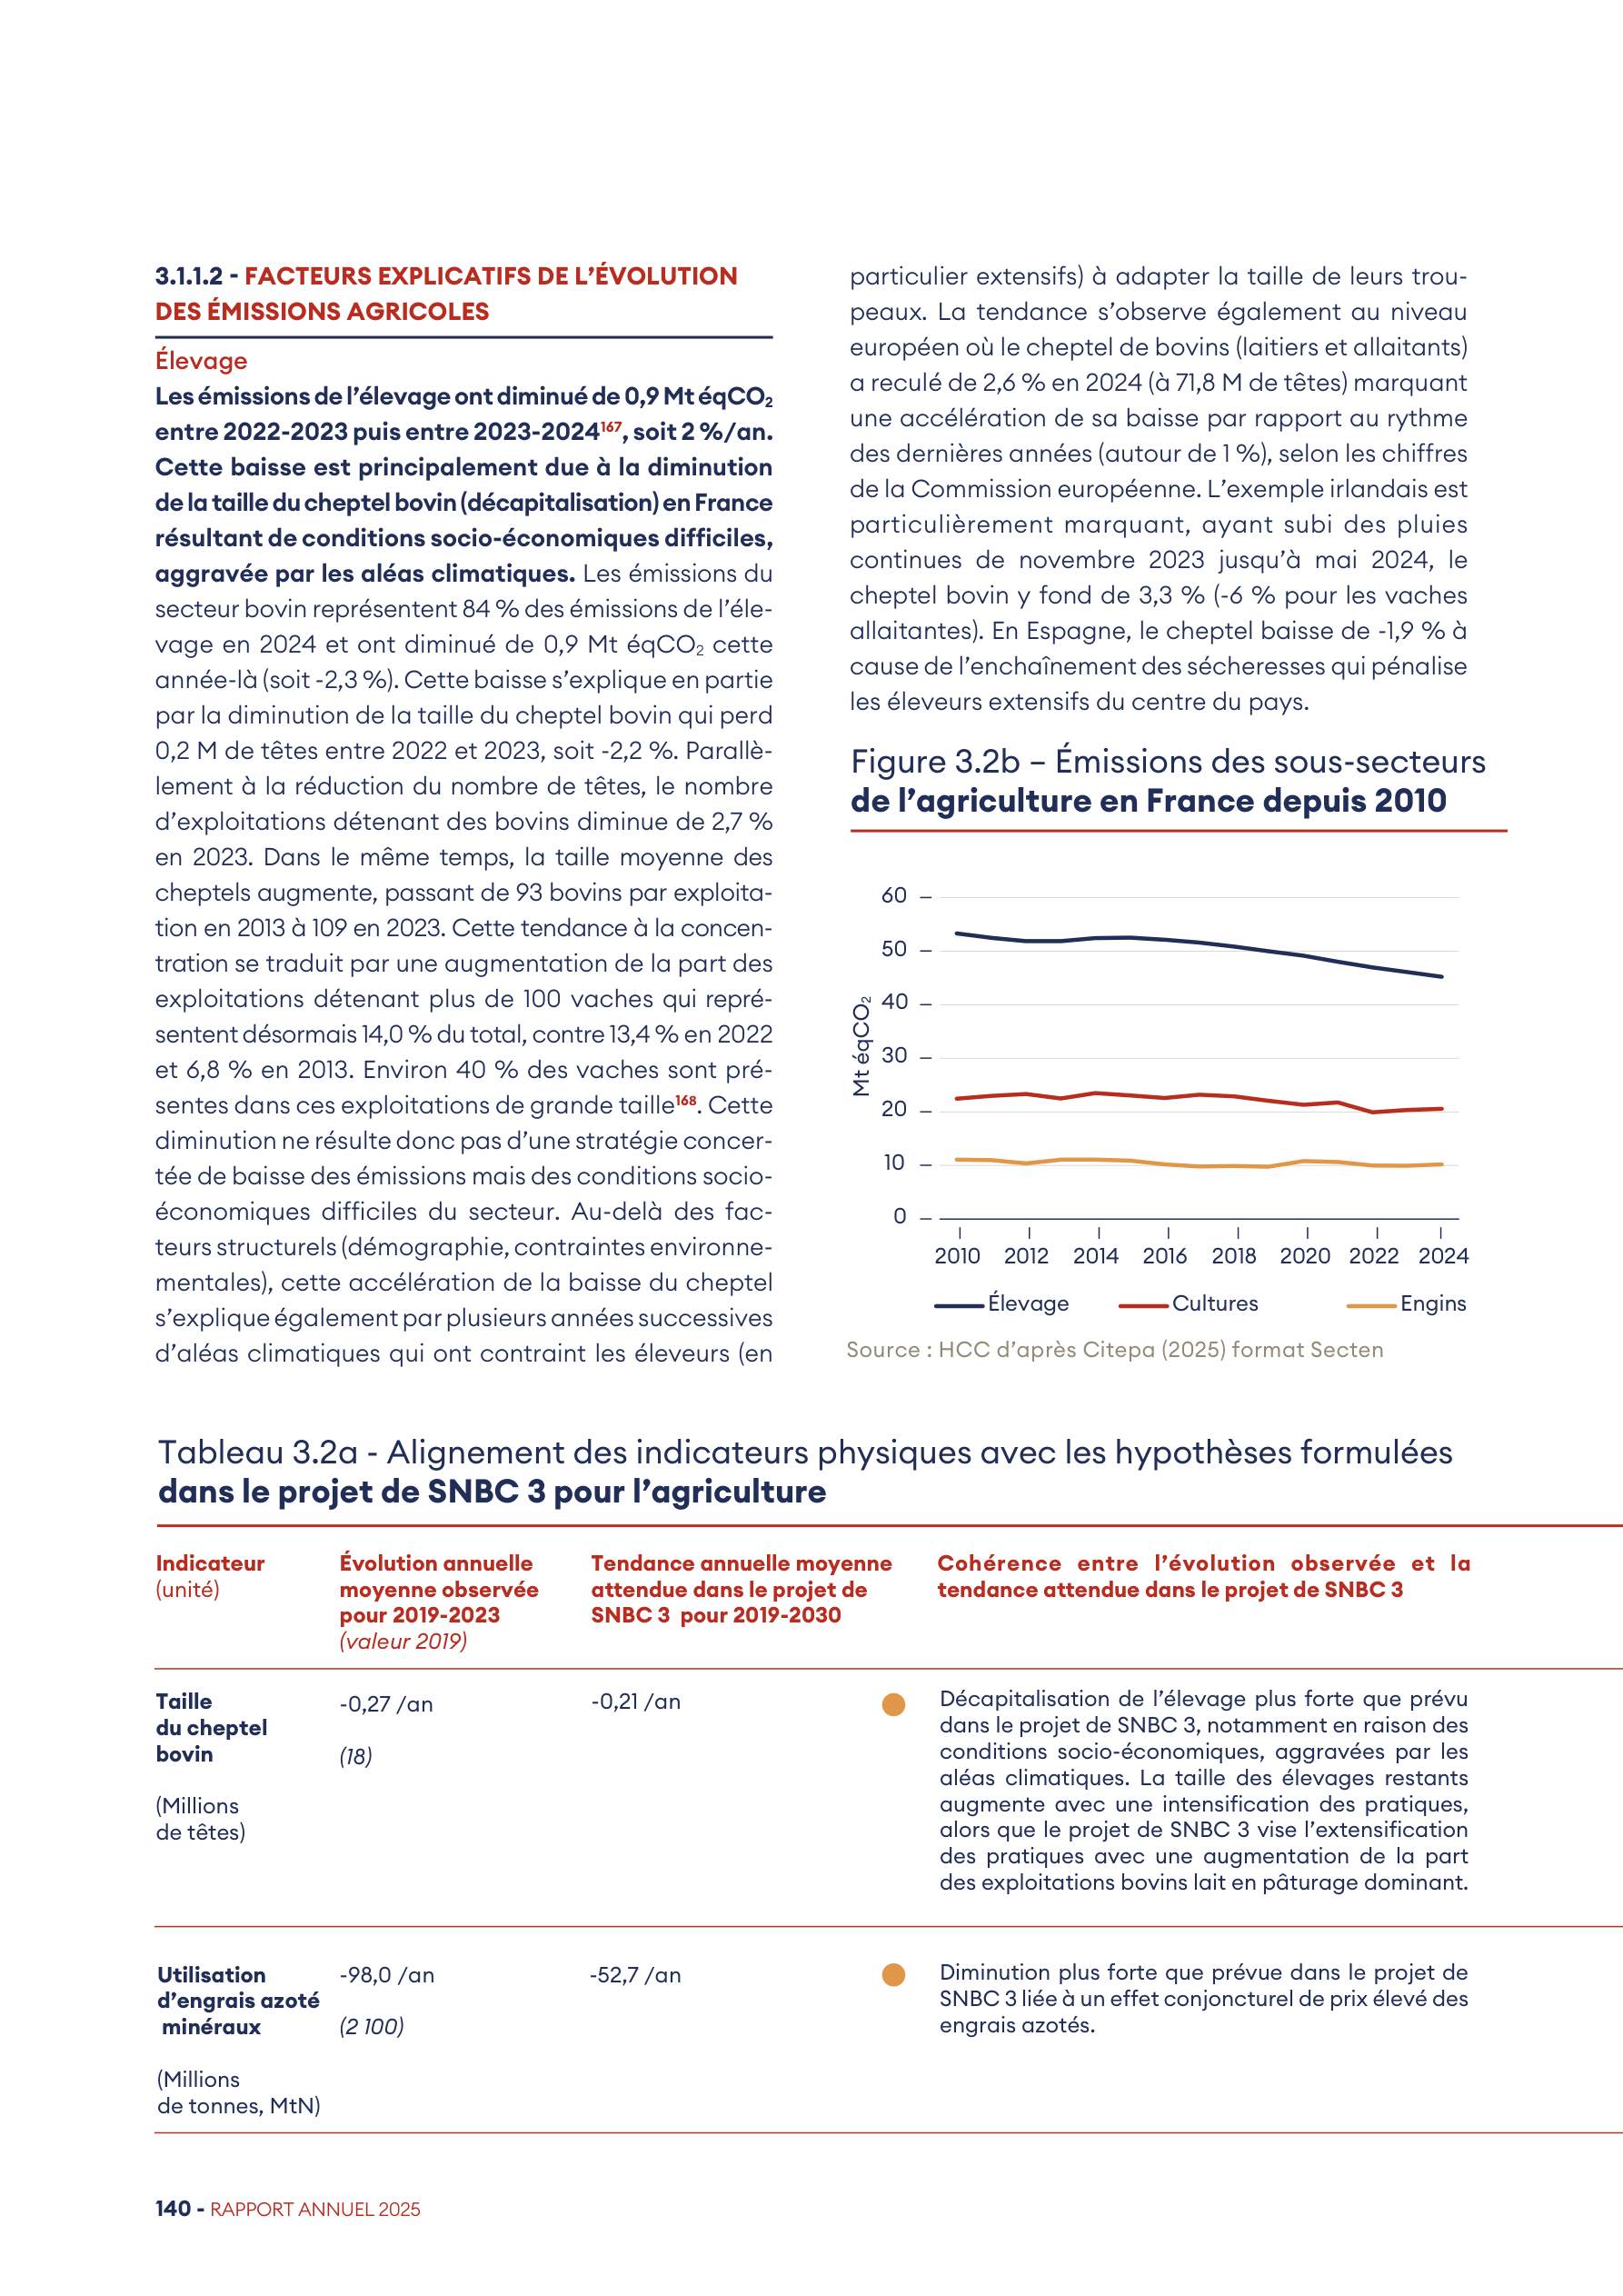 3.1.1.2 - FACTEURS EXPLICATIFS DE L’ÉVOLUTION
DES ÉMISSIONS AGRICOLES
Élevage
Les émissions de l’élevage ont diminué de 0,9 Mt éqCO₂
entre 2022-2023 puis entre 2023-2024¹⁶⁷, soit 2 %/an.
Cette baisse est principalement due à la diminution
de la taille du cheptel bovin (décapitalisation) en France
résultant de conditions socio-économiques difficiles,
aggravée par les aléas climatiques. Les émissions du
secteur bovin représentent 84 % des émissions de l’éle-
vage en 2024 et ont diminué de 0,9 Mt éqCO₂ cette
année-là (soit -2,3 %). Cette baisse s’explique en partie
par la diminution de la taille du cheptel bovin qui perd
0,2 M de têtes entre 2022 et 2023, soit -2,2 %. Parallè-
lement à la réduction du nombre de têtes, le nombre
d’exploitations détenant des bovins diminue de 2,7 %
en 2023. Dans le même temps, la taille moyenne des
cheptels augmente, passant de 93 bovins par exploita-
tion en 2013 à 109 en 2023. Cette tendance à la concen-
tration se traduit par une augmentation de la part des
exploitations détenant plus de 100 vaches qui repré-
sentent désormais 14,0 % du total, contre 13,4 % en 2022
et 6,8 % en 2013. Environ 40 % des vaches sont pré-
sentes dans ces exploitations de grande taille¹⁶⁸. Cette
diminution ne résulte donc pas d’une stratégie concer-
tée de baisse des émissions mais des conditions socio-
économiques difficiles du secteur. Au-delà des fac-
teurs structurels (démographie, contraintes environne-
mentales), cette accélération de la baisse du cheptel
s’explique également par plusieurs années successives
d’aléas climatiques qui ont contraint les éleveurs (en
particulier extensifs) à adapter la taille de leurs trou-
peaux. La tendance s’observe également au niveau
européen où le cheptel de bovins (laitiers et allaitants)
a reculé de 2,6 % en 2024 (à 71,8 M de têtes) marquant
une accélération de sa baisse par rapport au rythme
des dernières années (autour de 1 %), selon les chiffres
de la Commission européenne. L’exemple irlandais est
particulièrement marquant, ayant subi des pluies
continues de novembre 2023 jusqu’à mai 2024, le
cheptel bovin y fond de 3,3 % (-6 % pour les vaches
allaitantes). En Espagne, le cheptel baisse de -1,9 % à
cause de l’enchaînement des sécheresses qui pénalise
les éleveurs extensifs du centre du pays.
Figure 3.2b – Émissions des sous-secteurs
de l’agriculture en France depuis 2010
Mt éqCO₂
60
50
40
30
20
10
0
2010 2012 2014 2016 2018 2020 2022 2024
Élevage Cultures Engins
Source : HCC d’après Citepa (2025) format Secten
Tableau 3.2a - Alignement des indicateurs physiques avec les hypothèses formulées
dans le projet de SNBC 3 pour l’agriculture
Indicateur
(unité)
Évolution annuelle
moyenne observée
pour 2019-2023
(valeur 2019)
Tendance annuelle moyenne
attendue dans le projet de
SNBC 3 pour 2019-2030
Cohérence entre l’évolution observée et la
tendance attendue dans le projet de SNBC 3
Taille
du cheptel
bovin
(Millions
de têtes)
-0,27 /an
(18)
-0,21 /an
Décapitalisation de l’élevage plus forte que prévu
dans le projet de SNBC 3, notamment en raison des
conditions socio-économiques, aggravées par les
aléas climatiques. La taille des élevages restants
augmente avec une intensification des pratiques,
alors que le projet de SNBC 3 vise l’extensification
des pratiques avec une augmentation de la part
des exploitations bovins lait en pâturage dominant.
Utilisation
d’engrais azoté
minéraux
(Millions
de tonnes, MtN)
-98,0 /an
(2 100)
-52,7 /an
Diminution plus forte que prévue dans le projet de
SNBC 3 liée à un effet conjoncturel de prix élevé des
engrais azotés.
140 - RAPPORT ANNUEL 2025